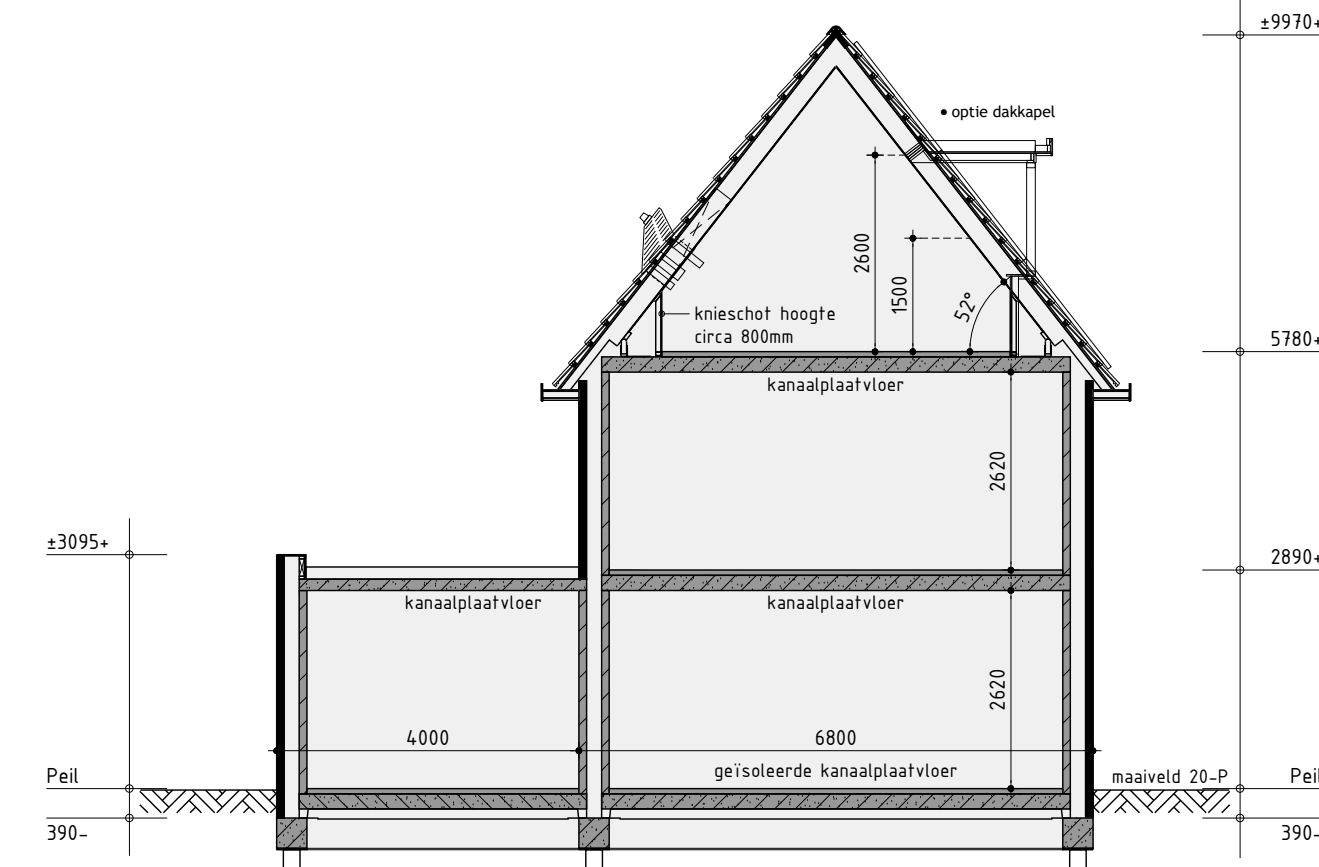 ±9970+
• optie dakkapel
2600
1500
52°
knieschot hoogte
circa 800mm
5780+
kanaalplaatvloer
2620
±3095+
2890+
kanaalplaatvloer
kanaalplaatvloer
2620
4000
6800
geïsoleerde kanaalplaatvloer
Peil
maaiveld 20-P
Peil
390-
390-